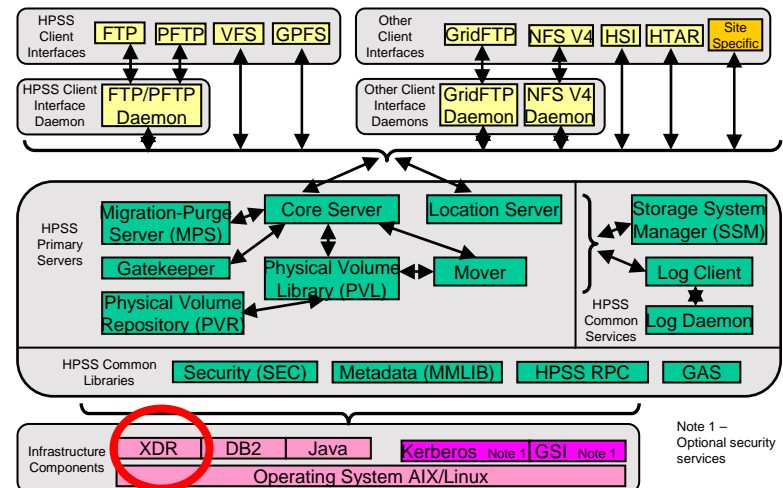 HPSS
Client
Interfaces
FTP
PFTP
VFS
GPFS
Other
Client
Interfaces
GridFTP
NFS V4
HSI
HTAR
Site
Specific
HPSS Client
Interface
Daemon
FTP/PFTP
Daemon
Other Client
Interface
Daemons
GridFTP
Daemon
NFS V4
Daemon
HPSS
Primary
Servers
Migration-Purge
Server (MPS)
Core Server
Location Server
Gatekeeper
Physical Volume
Library (PVL)
Mover
Physical Volume
Repository (PVR)
Storage System
Manager (SSM)
Log Client
Log Daemon
HPSS
Common
Services
HPSS Common
Libraries
Security (SEC)
Metadata (MMLIB)
HPSS RPC
GAS
Infrastructure
Components
XDR
DB2
Java
Kerberos Note 1
GSI Note 1
Operating System AIX/Linux
Note 1 –
Optional security
services